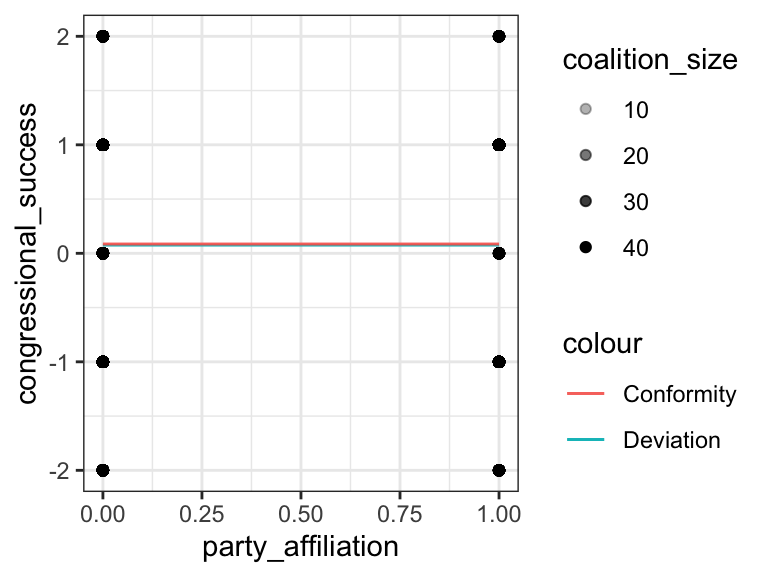 2
1
0
-1
-2
congressional_success
0.00 0.25 0.50 0.75 1.00
party_affiliation
coalition_size
10
20
30
40
colour
Conformity
Deviation